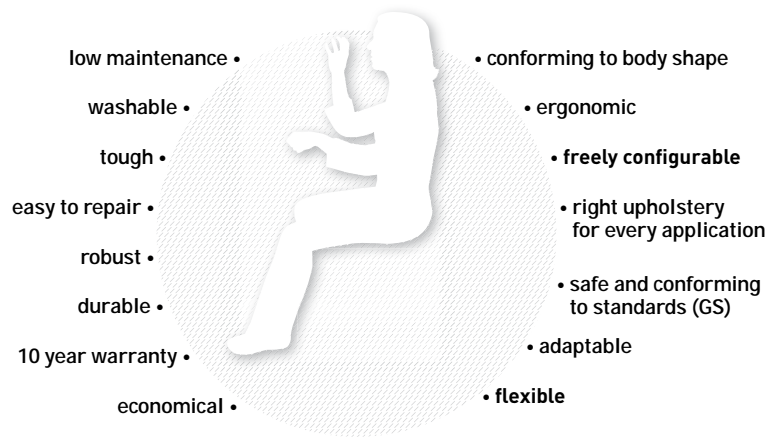 low maintenance •
washable •
tough •
easy to repair •
robust •
durable •
10 year warranty •
economical •
• conforming to body shape
• ergonomic
• freely configurable
• right upholstery
for every application
• safe and conforming
to standards (GS)
• adaptable
• flexible